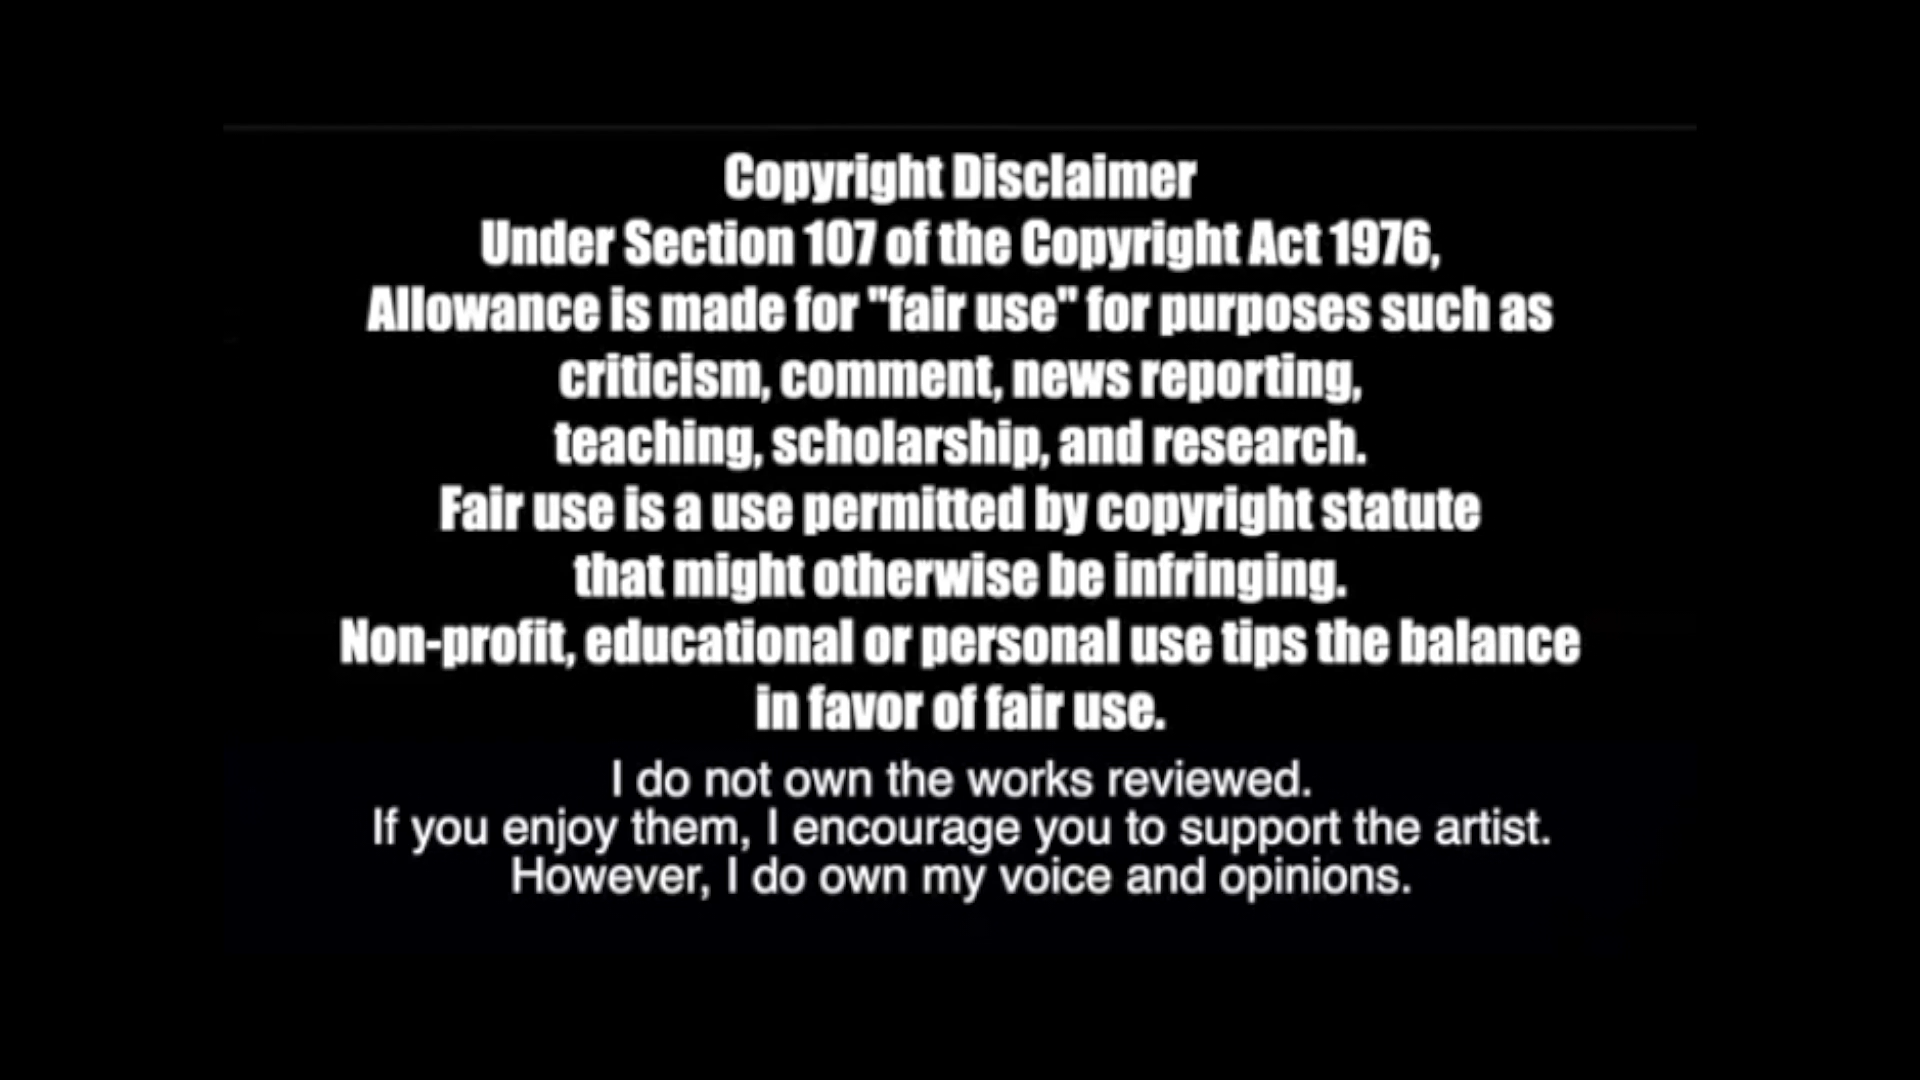 Copyright Disclaimer
Under Section 107 of the Copyright Act 1976,
Allowance is made for "fair use" for purposes such as
criticism, comment, news reporting,
teaching, scholarship, and research.
Fair use is a use permitted by copyright statute
that might otherwise be infringing.
Non-profit, educational or personal use tips the balance
in favor of fair use.
I do not own the works reviewed.
If you enjoy them, I encourage you to support the artist.
However, I do own my voice and opinions.